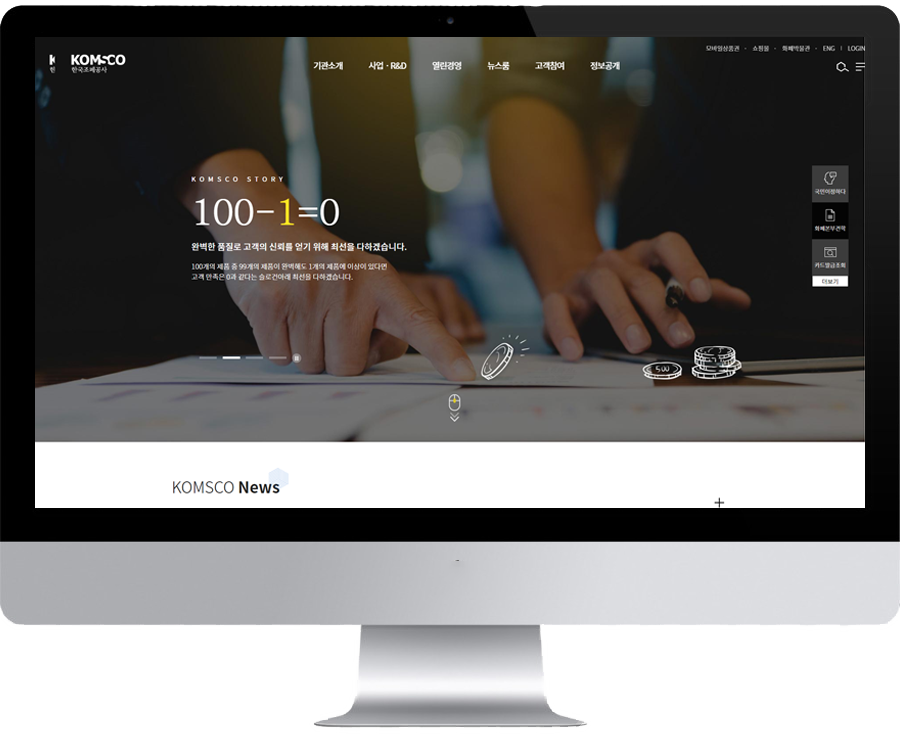 모바일상품권 · 쇼핑몰 · 화폐박물관 · ENG | LOGIN
KOMSCO
한국조폐공사
기관소개 사업 · R&D 열린경영 뉴스룸 고객참여 정보공개
KOMSCO STORY
100-1=0
완벽한 품질로 고객의 신뢰를 얻기 위해 최선을 다하겠습니다.
100개의 제품 중 99개의 제품이 완벽해도 1개의 제품에 이상이 있다면
고객 만족은 0과 같다는 슬로건아래 최선을 다하겠습니다.
화폐본부견학
카드발급조회
더보기
500
KOMSCO News